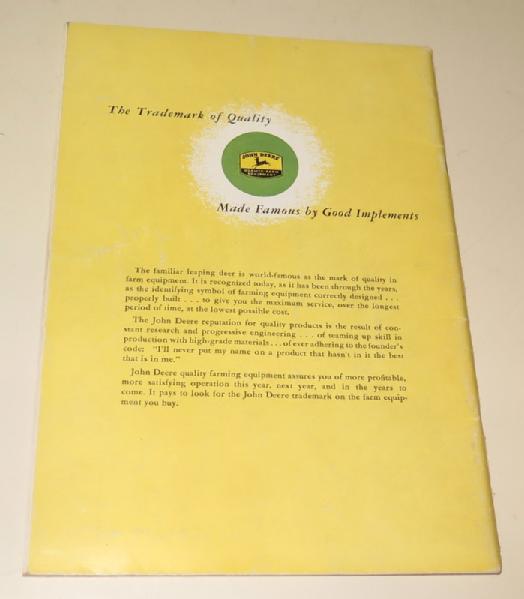 The Trademark of Quality
JOHN DEERE
QUALITY FARM
EQUIPMENT
Made Famous by Good Implements
The familiar leaping deer is world-famous as the mark of quality in
farm equipment. It is recognized today, as it has been through the years,
as the identifying symbol of farming equipment correctly designed . . .
properly built . . . so give you the maximum service, over the longest
period of time, at the lowest possible cost.
The John Deere reputation for quality products is the result of con-
stant research and progressive engineering . . . of teaming up skill in
production with high-grade materials . . . of ever adhering to the founder's
code: "I'll never put my name on a product that hasn't in it the best
that is in me."
John Deere quality farming equipment assures you of more profitable,
more satisfying operation this year, next year, and in the years to
come. It pays to look for the John Deere trademark on the farm equip-
ment you buy.